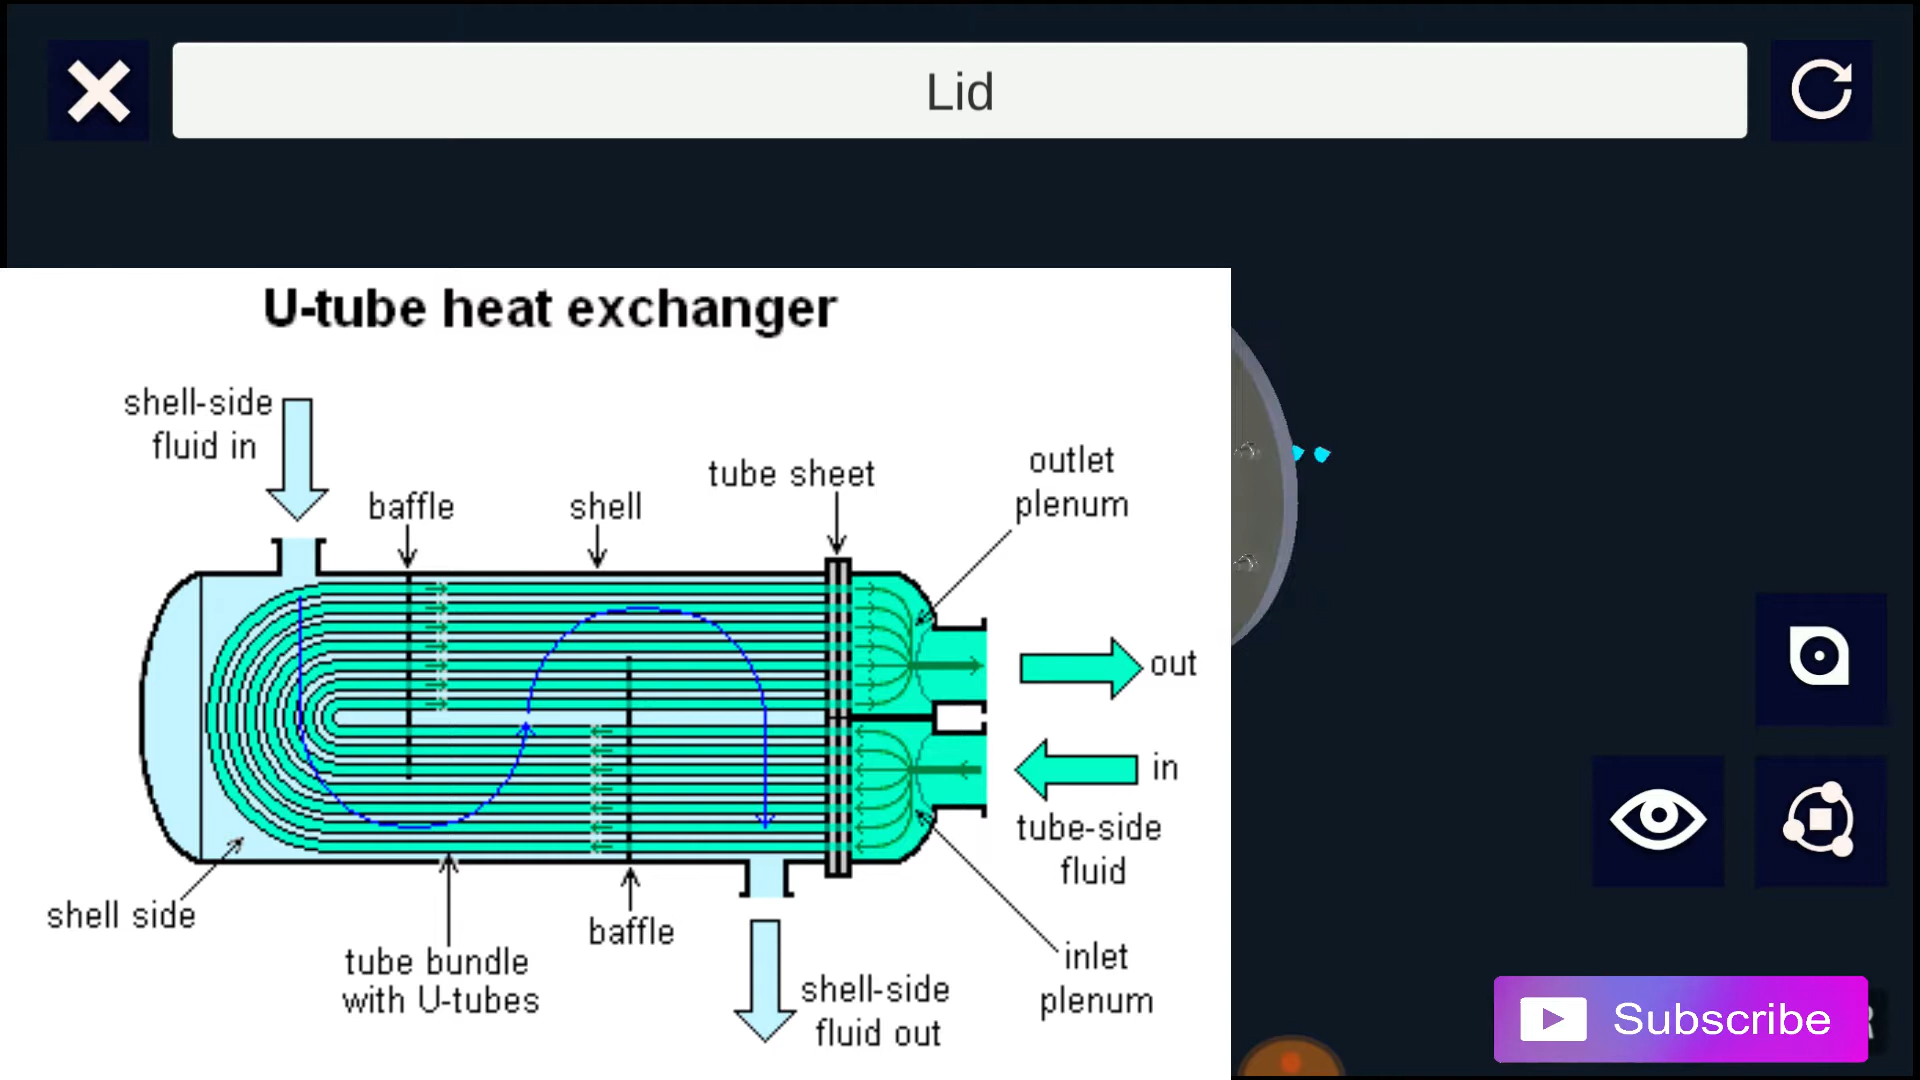 Lid
U-tube heat exchanger
shell-side
fluid in
baffle
shell
tube sheet
outlet
plenum
out
in
tube-side
fluid
shell side
tube bundle
with U-tubes
baffle
shell-side
fluid out
inlet
plenum
Subscribe